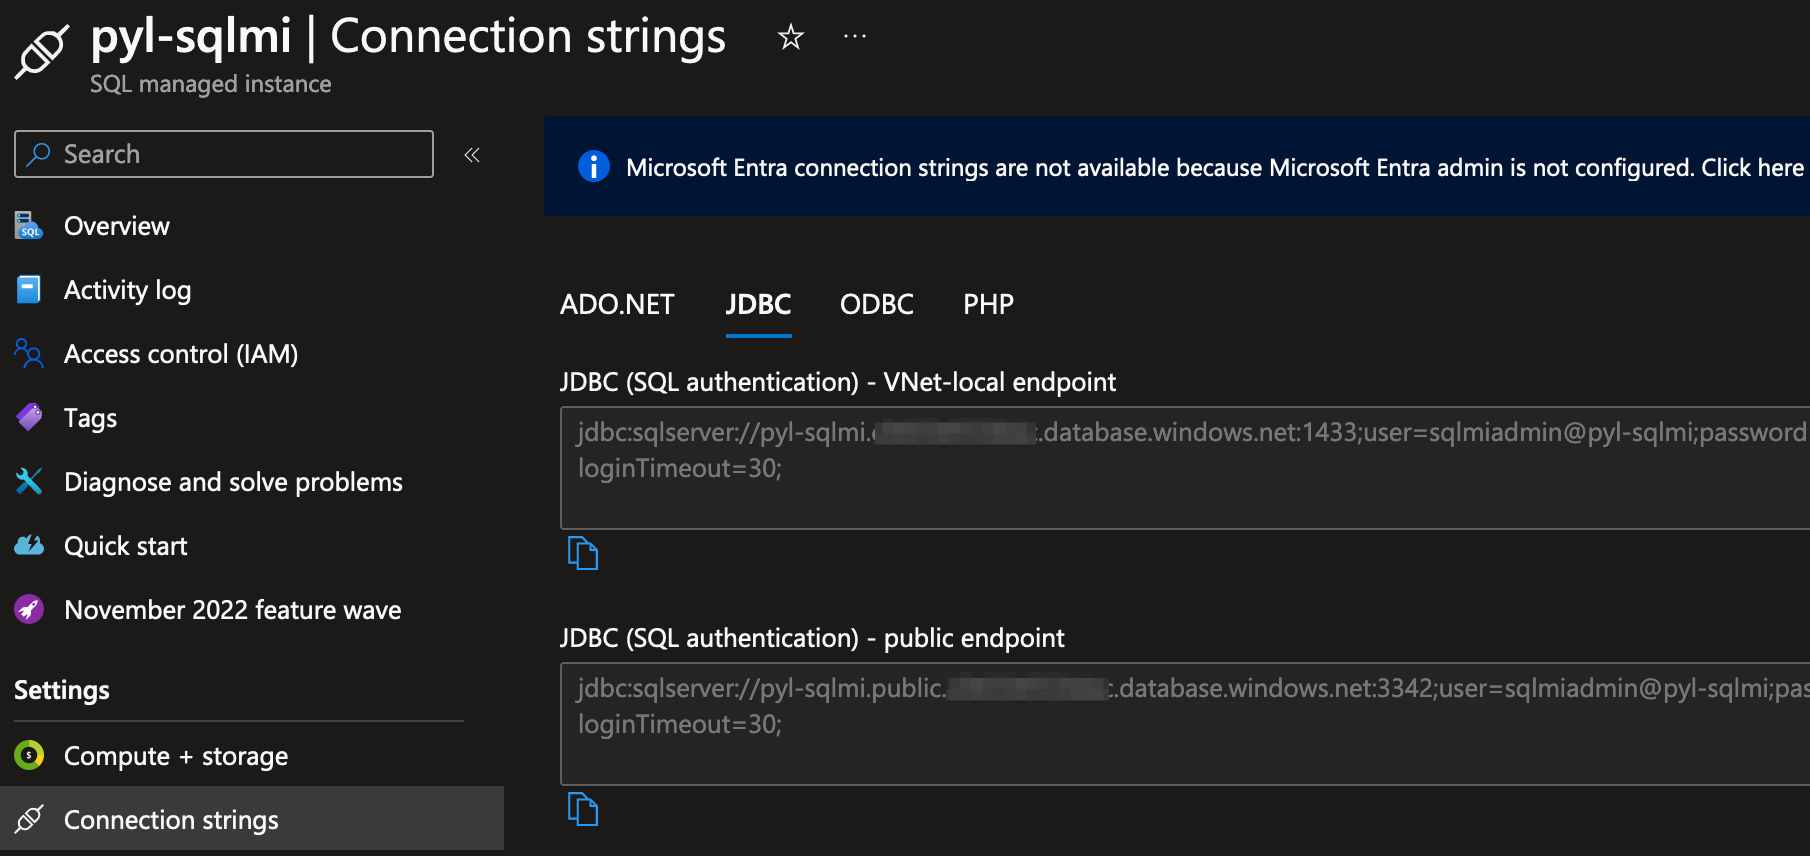 pyl-sqlmi | Connection strings
SQL managed instance
Search
Overview
Activity log
Access control (IAM)
Tags
Diagnose and solve problems
Quick start
November 2022 feature wave
Settings
Compute + storage
Connection strings
Microsoft Entra connection strings are not available because Microsoft Entra admin is not configured. Click here
ADO.NET JDBC ODBC PHP
JDBC (SQL authentication) - VNet-local endpoint
jdbc:sqlserver://pyl-sqlmi. .database.windows.net:1433;user=sqlmiadmin@pyl-sqlmi;password
loginTimeout=30;
JDBC (SQL authentication) - public endpoint
jdbc:sqlserver://pyl-sqlmi.public. .database.windows.net:3342;user=sqlmiadmin@pyl-sqlmi;pas
loginTimeout=30;